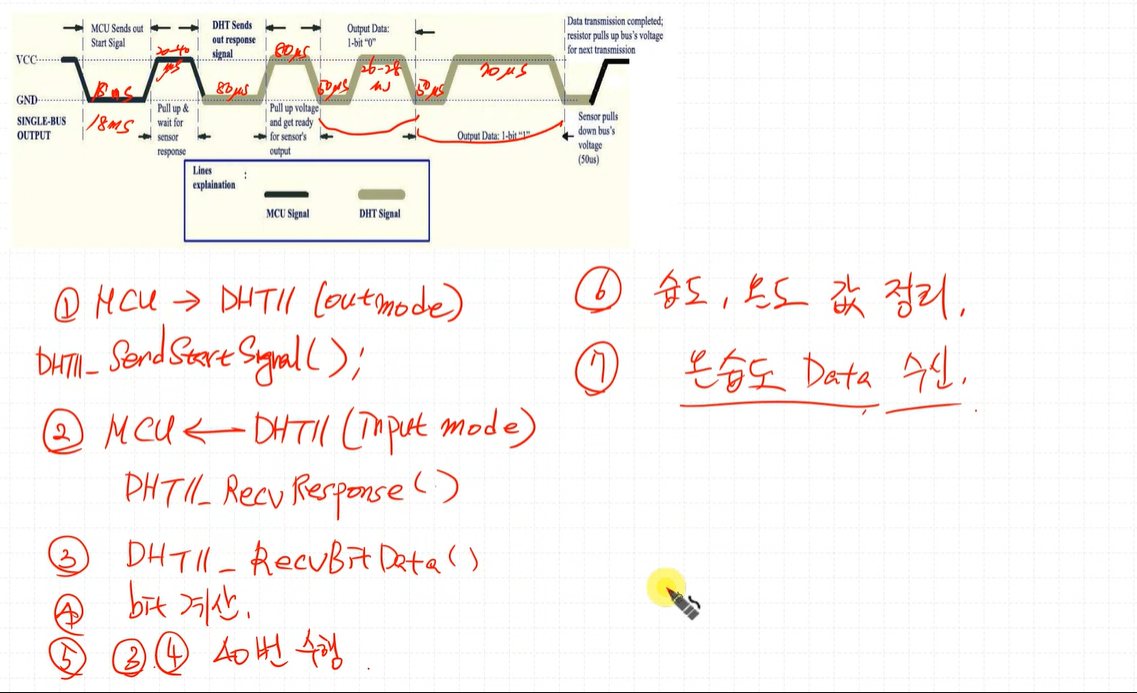 MCU Sends out
Start Sigal
DHT Sends
out response
signal
Output Data:
1-bit "0"
Data transmission completed;
resistor pulls up bus's voltage
for next transmission
VCC
20-40
μs
80μs
26-28
70μs
GND
80μs
50μs
50μs
SINGLE-BUS
OUTPUT
18ms
Pull up &
wait for
sensor
response
Pull up voltage
and get ready
for sensor's
output
Output Data: 1-bit "1"
Sensor pulls
down bus's
voltage
(50us)
Lines
explaination :
MCU Signal
DHT Signal
① MCU → DHT11 (outmode)
DHT11_SendStartSignal();
② MCU ← DHT11 (Input mode)
DHT11_RecvResponse()
③ DHT11_RecvBitData()
④ bit 계산.
⑤ ③.④ 40번 수행.
⑥ 습도, 온도 값 정리.
⑦ 온습도 Data 수신.